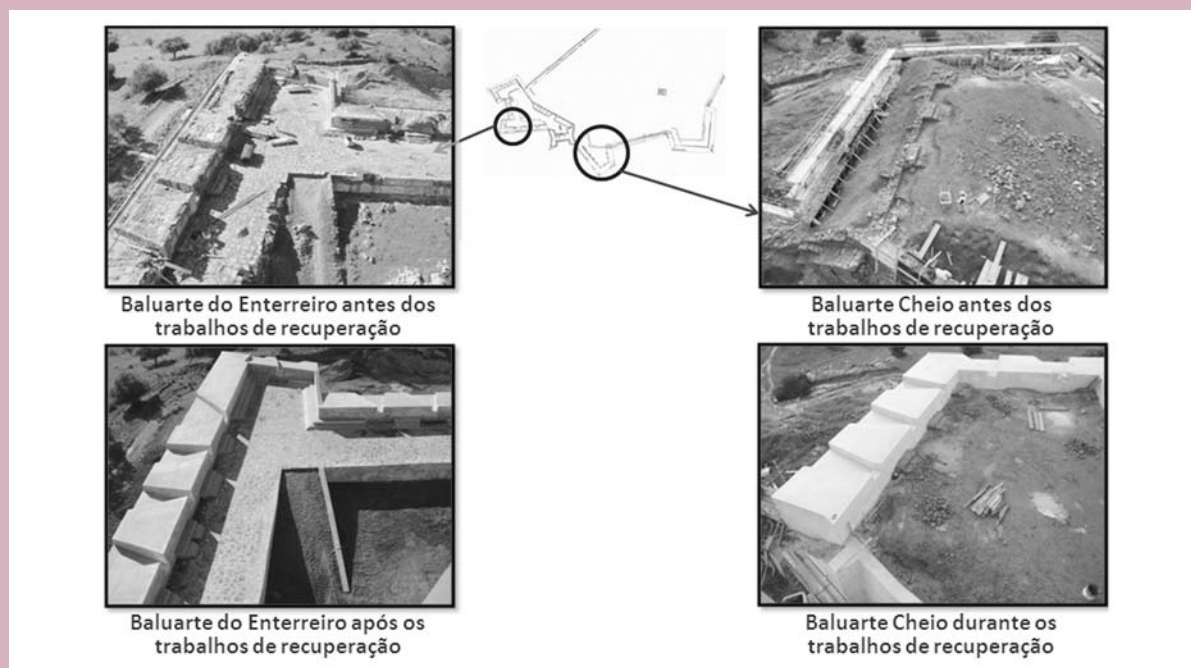 Baluarte do Enterreiro antes dos
trabalhos de recuperação
Baluarte Cheio antes dos
trabalhos de recuperação
Baluarte do Enterreiro após os
trabalhos de recuperação
Baluarte Cheio durante os
trabalhos de recuperação